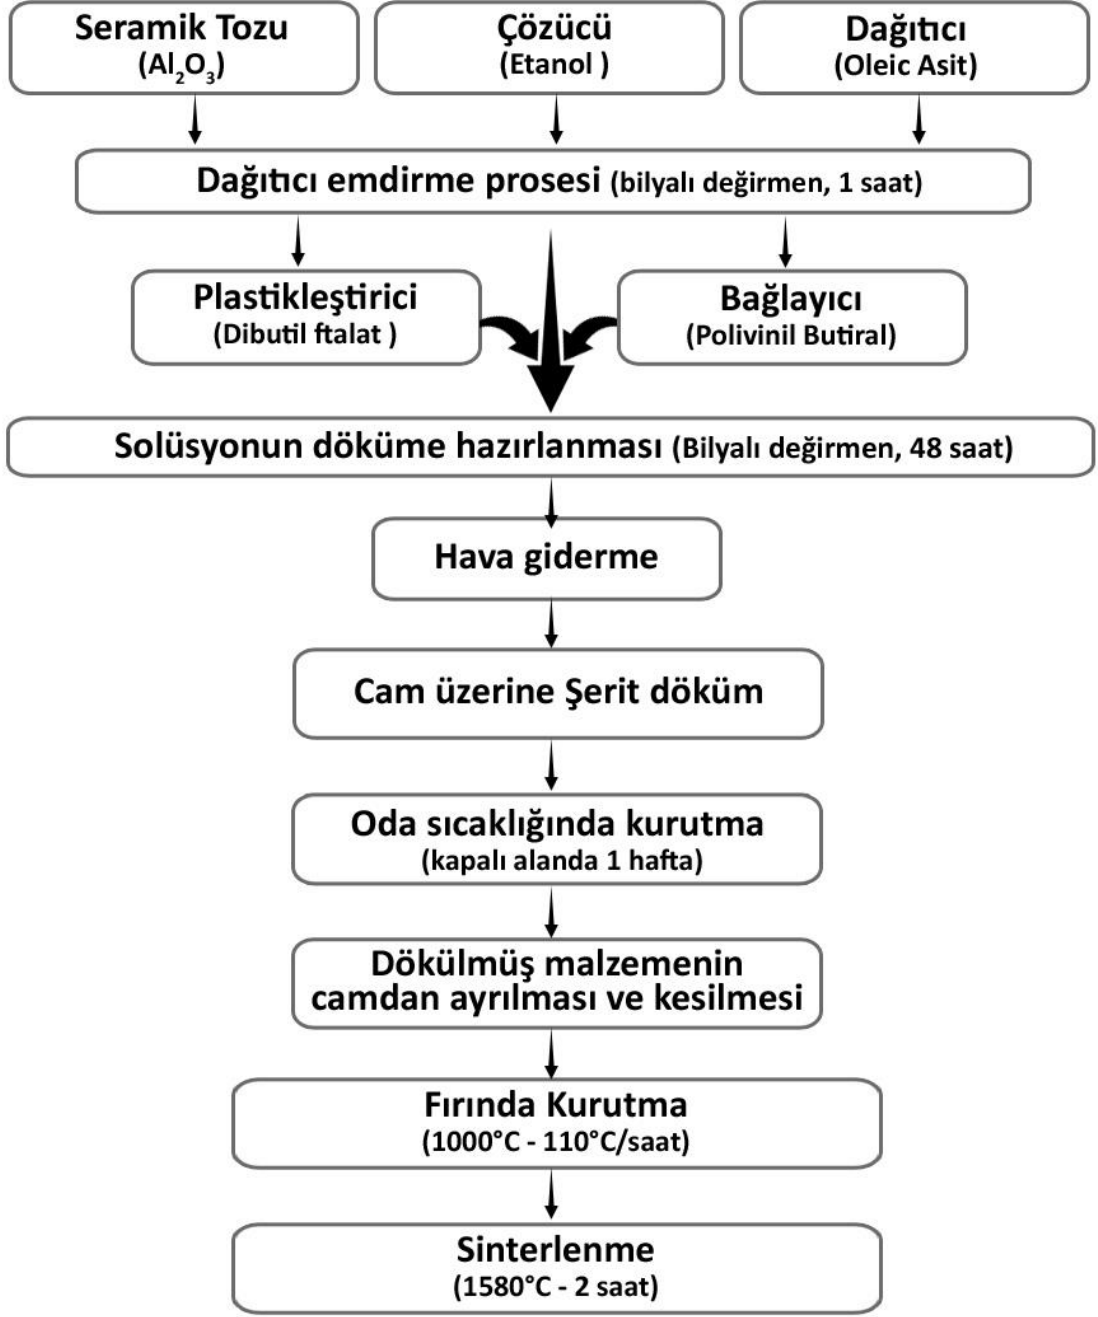 Seramik Tozu
(Al₂O₃)
Çözücü
(Etanol )
Dağıtıcı
(Oleic Asit)
Dağıtıcı emdirme prosesi (bilyalı değirmen, 1 saat)
Plastikleştirici
(Dibutil ftalat )
Bağlayıcı
(Polivinil Butiral)
Solüsyonun döküme hazırlanması (Bilyalı değirmen, 48 saat)
Hava giderme
Cam üzerine Şerit döküm
Oda sıcaklığında kurutma
(kapalı alanda 1 hafta)
Dökülmüş malzemenin
camdan ayrılması ve kesilmesi
Fırında Kurutma
(1000°C - 110°C/saat)
Sinterlenme
(1580°C - 2 saat)